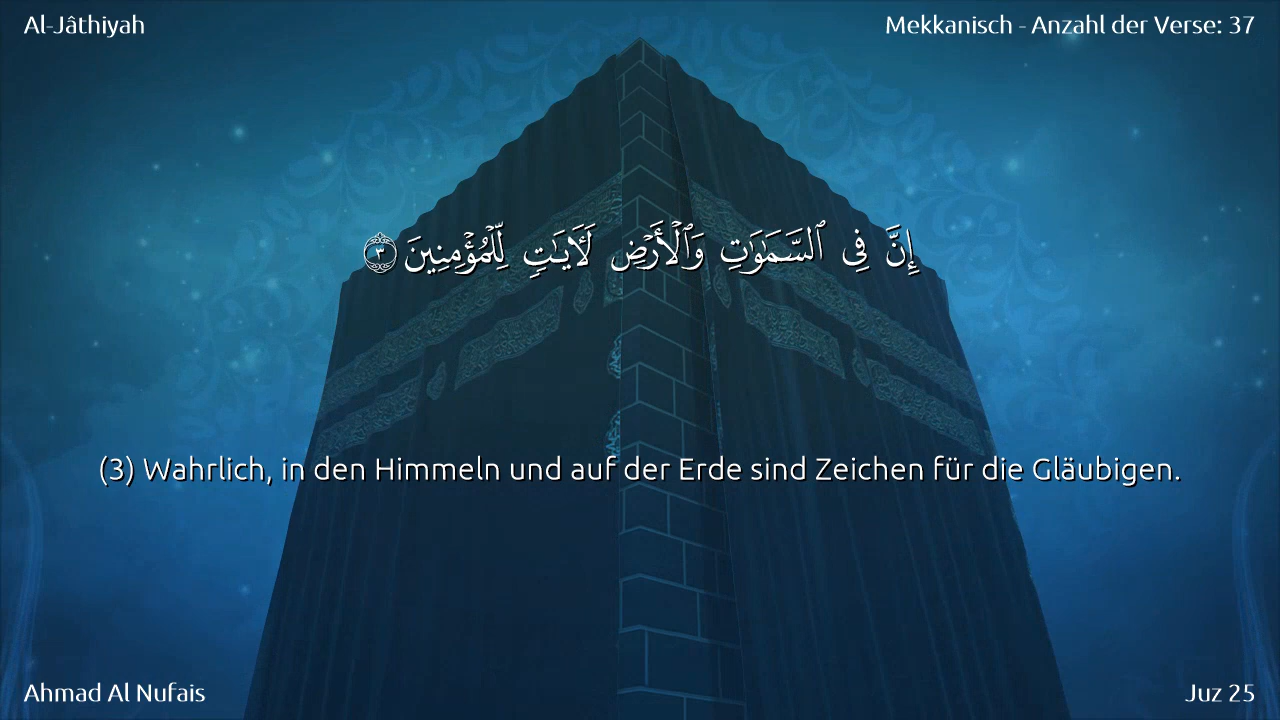 Al-Jâthiyah
Mekkanisch - Anzahl der Verse: 37
إِنَّ فِى ٱلسَّمَـٰوَٰتِ وَٱلْأَرْضِ لَـَٔايَـٰتٍ لِّلْمُؤْمِنِينَ ٣
(3) Wahrlich, in den Himmeln und auf der Erde sind Zeichen für die Gläubigen.
Ahmad Al Nufais
Juz 25